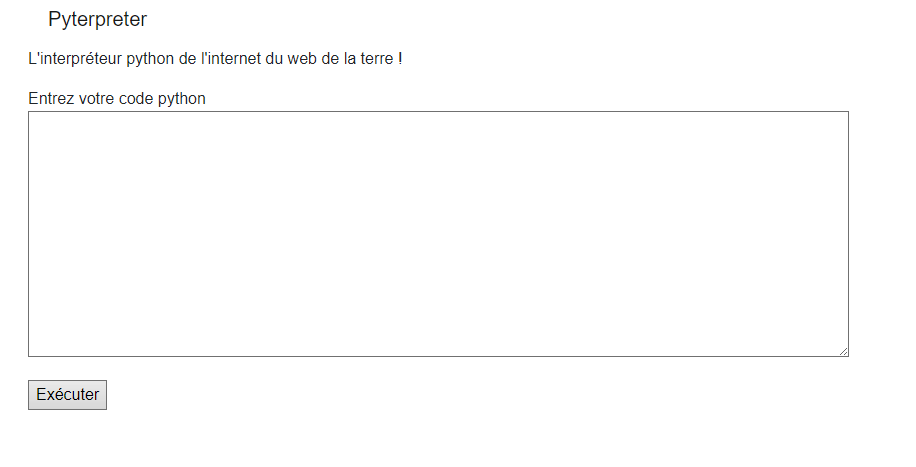 Pyterpreter
L'interpréteur python de l'internet du web de la terre !
Entrez votre code python
Exécuter